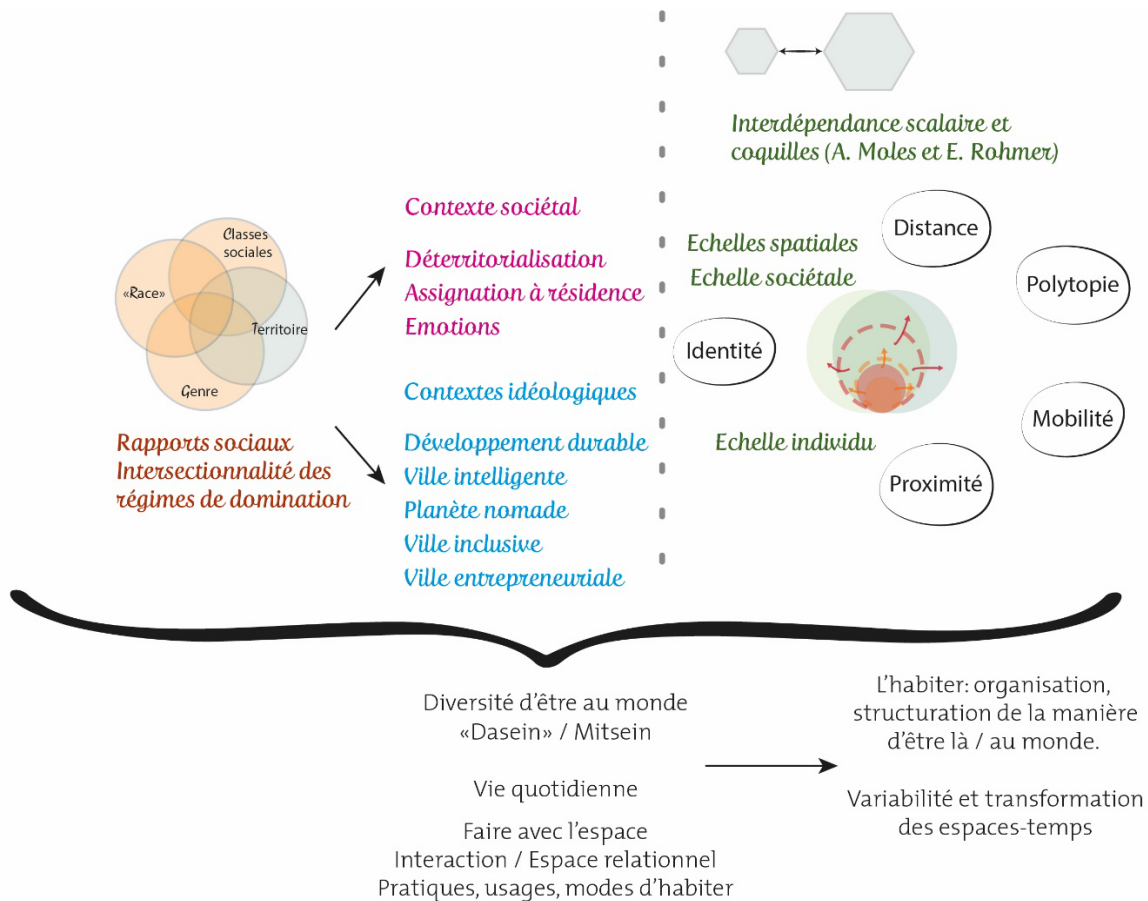 Classes
sociales
«Race»
Territoire
Genre
Rapports sociaux
Intersectionnalité des
régimes de domination
Contexte sociétal
Déterritorialisation
Assignation à résidence
Emotions
Contextes idéologiques
Développement durable
Ville intelligente
Planète nomade
Ville inclusive
Ville entrepreneuriale
Interdépendance scalaire et
coquilles (A. Moles et E. Rohmer)
Distance
Echelles spatiales
Echelle sociétale
Polytopie
Identité
Mobilité
Echelle individu
Proximité
Diversité d'être au monde
«Dasein» / Mitsein
Vie quotidienne
Faire avec l'espace
Interaction / Espace relationnel
Pratiques, usages, modes d'habiter
L'habiter: organisation,
structuration de la manière
d'être là / au monde.
Variabilité et transformation
des espaces-temps